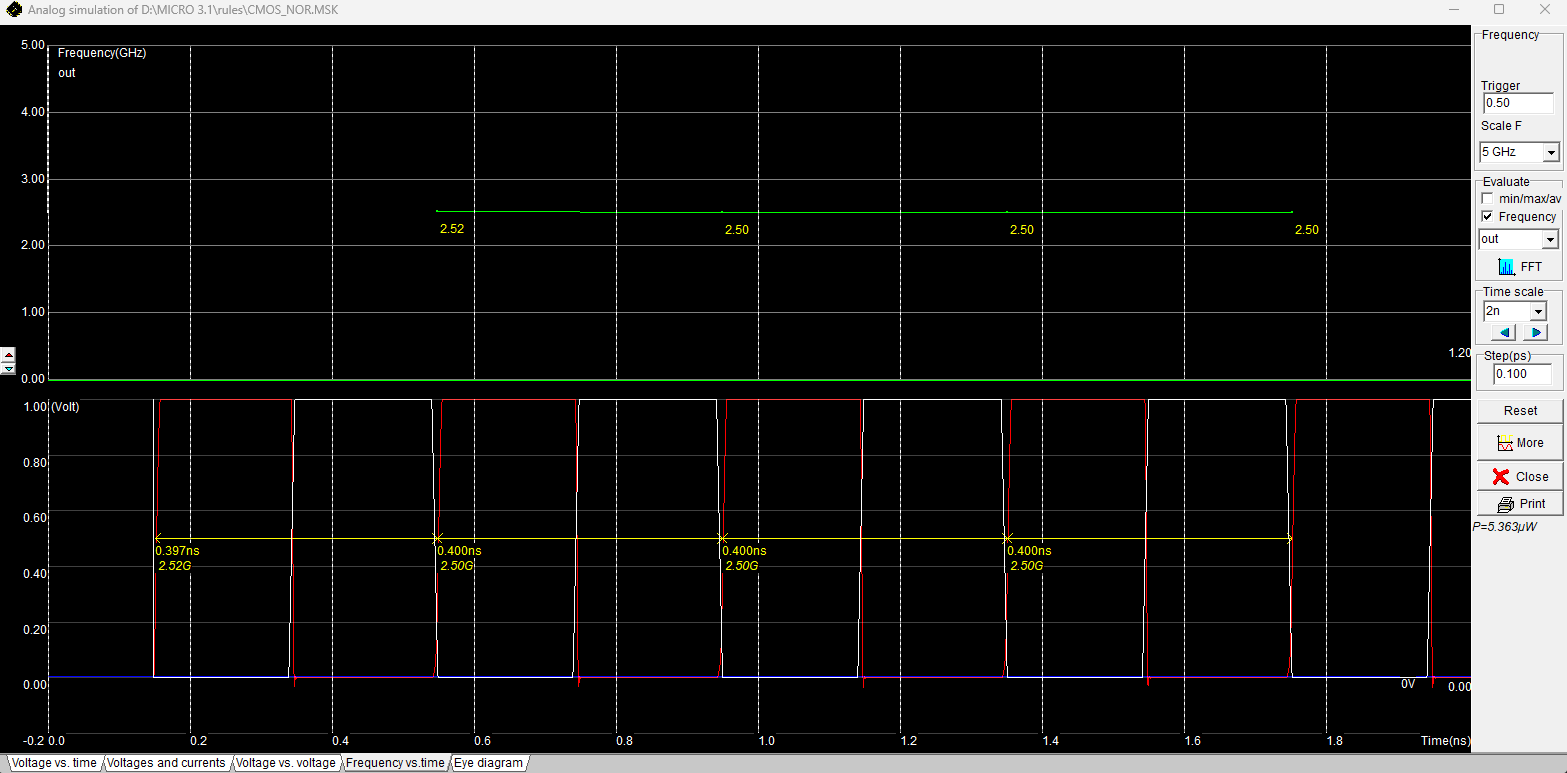 Analog simulation of D:\MICRO 3.1\rules\CMOS_NOR.MSK
5.00
Frequency(GHz)
out
4.00
3.00
2.52
2.50
2.50
2.50
2.00
1.00
1.20
0.00
1.00 (Volt)
0.80
0.60
0.397ns
0.400ns
0.400ns
0.400ns
2.52G
2.50G
2.50G
2.50G
0.40
0.20
0.00
0V
0.00
-0.2 0.0 0.2 0.4 0.6 0.8 1.0 1.2 1.4 1.6 1.8 Time(ns)
Voltage vs. time Voltages and currents Voltage vs. voltage Frequency vs.time Eye diagram
Frequency
Trigger
0.50
Scale F
5 GHz
Evaluate
min/max/av
Frequency
out
FFT
Time scale
2n
Step(ps)
0.100
Reset
More
Close
Print
P=5.363µW